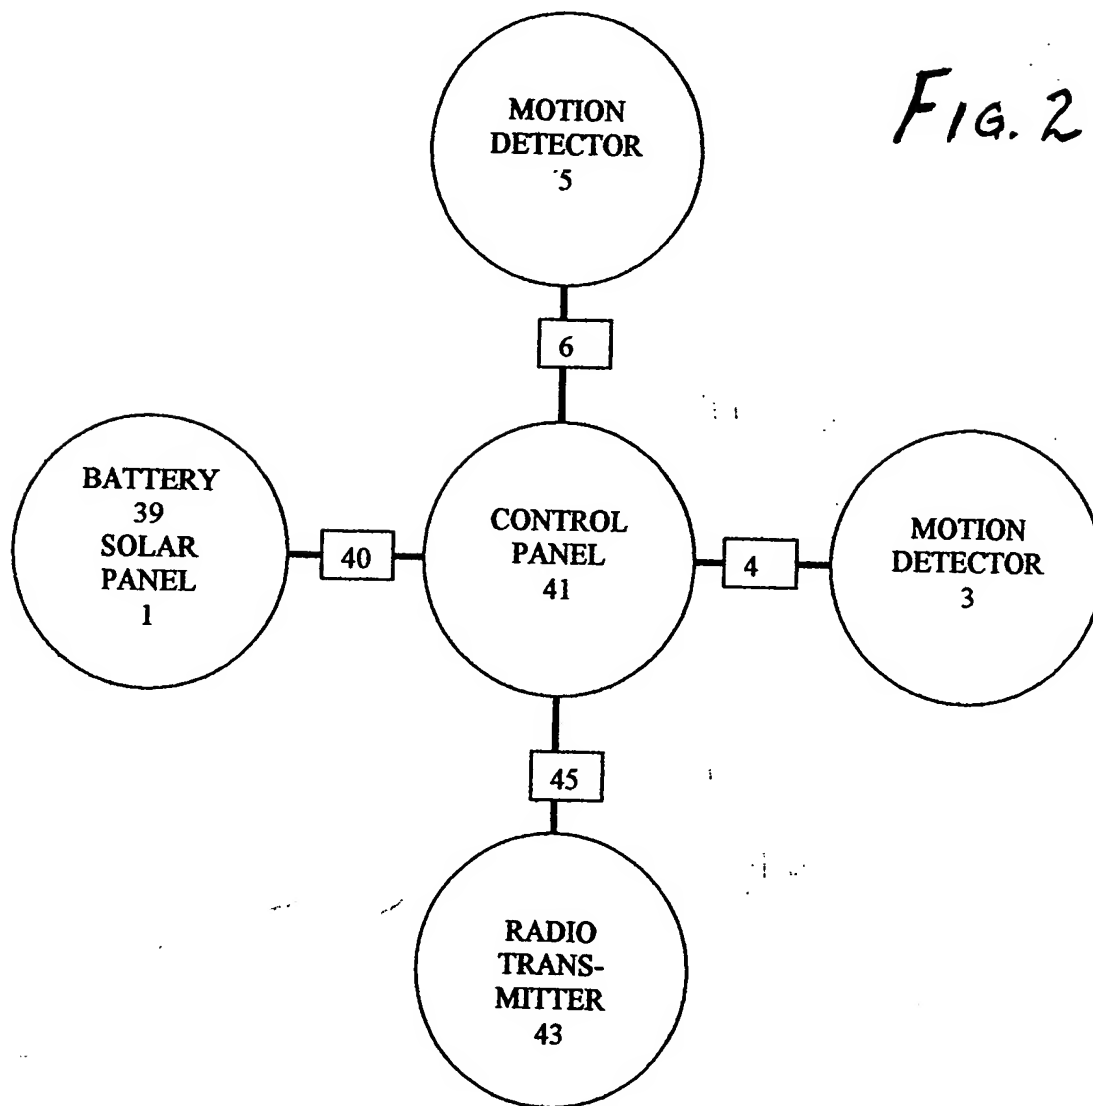 FIG. 2
MOTION
DETECTOR
5
6
BATTERY
39
SOLAR
PANEL
1
40
CONTROL
PANEL
41
4
MOTION
DETECTOR
3
45
RADIO
TRANS-
MITTER
43